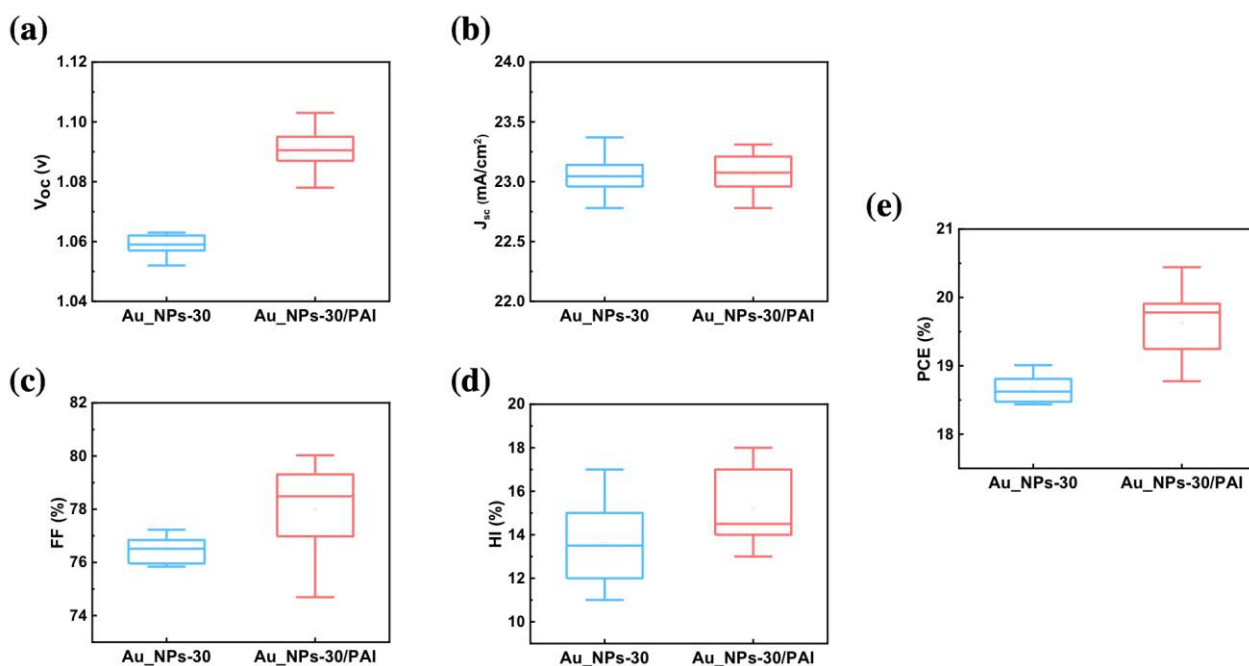 (a)
1.12
1.10
1.08
1.06
1.04
V_OC (v)
Au_NPs-30
Au_NPs-30/PAI
(b)
24.0
23.5
23.0
22.5
22.0
J_sc (mA/cm²)
Au_NPs-30
Au_NPs-30/PAI
(c)
82
80
78
76
74
FF (%)
Au_NPs-30
Au_NPs-30/PAI
(d)
20
18
16
14
12
10
HI (%)
Au_NPs-30
Au_NPs-30/PAI
(e)
21
20
19
18
PCE (%)
Au_NPs-30
Au_NPs-30/PAI